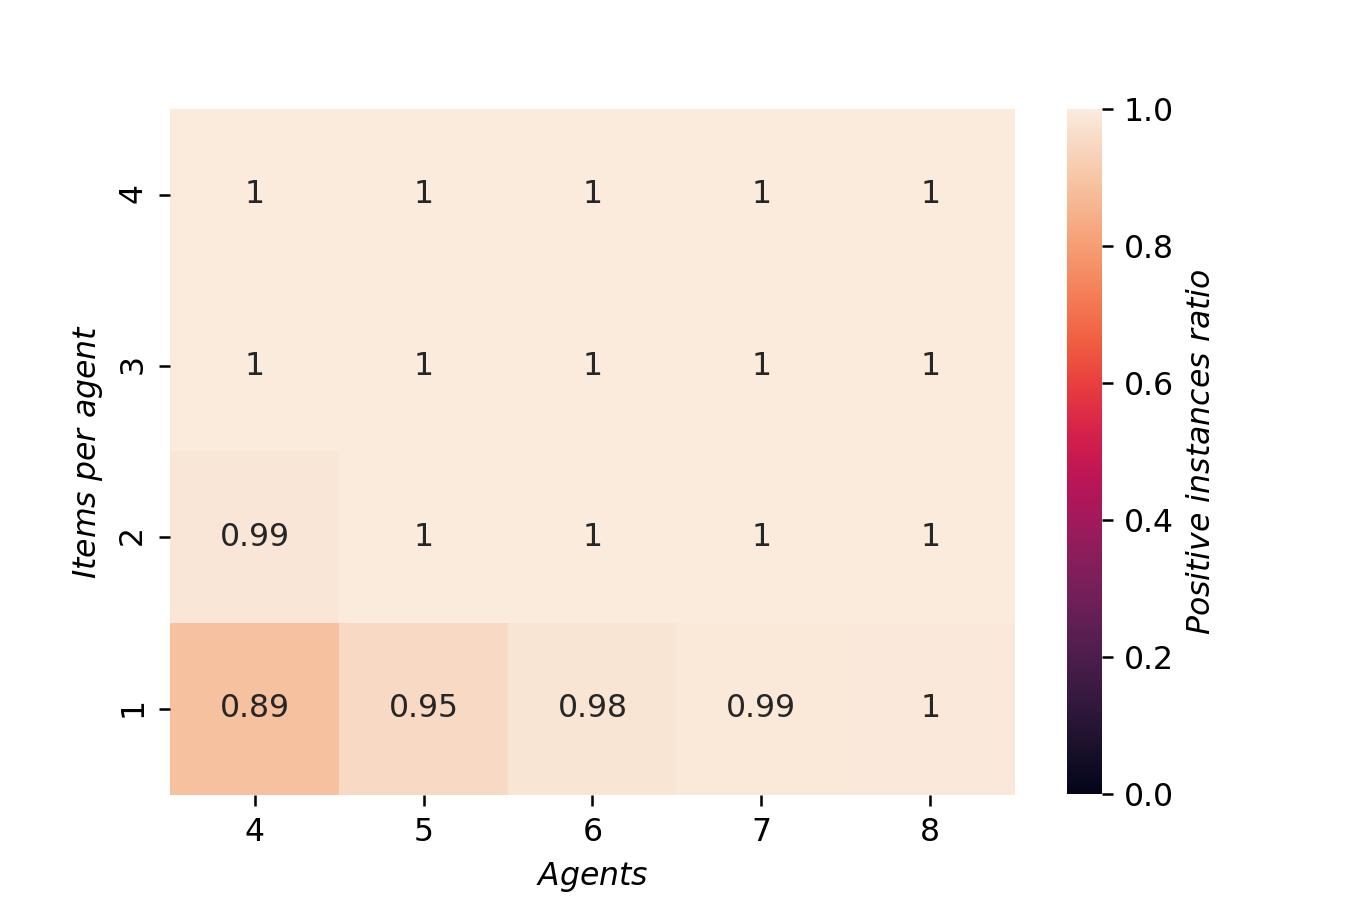 1.0
4 1 1 1 1 1
0.8
3 1 1 1 1 1
0.6
Items per agent
Positive instances ratio
2 0.99 1 1 1 1
0.4
0.2
1 0.89 0.95 0.98 0.99 1
0.0
4 5 6 7 8
Agents